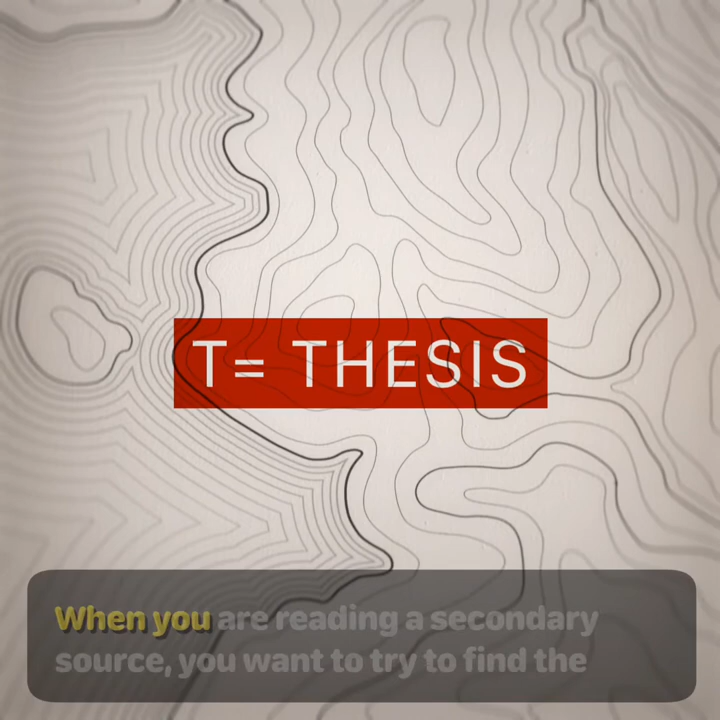 T= THESIS
When you are reading a secondary
source, you want to try to find the